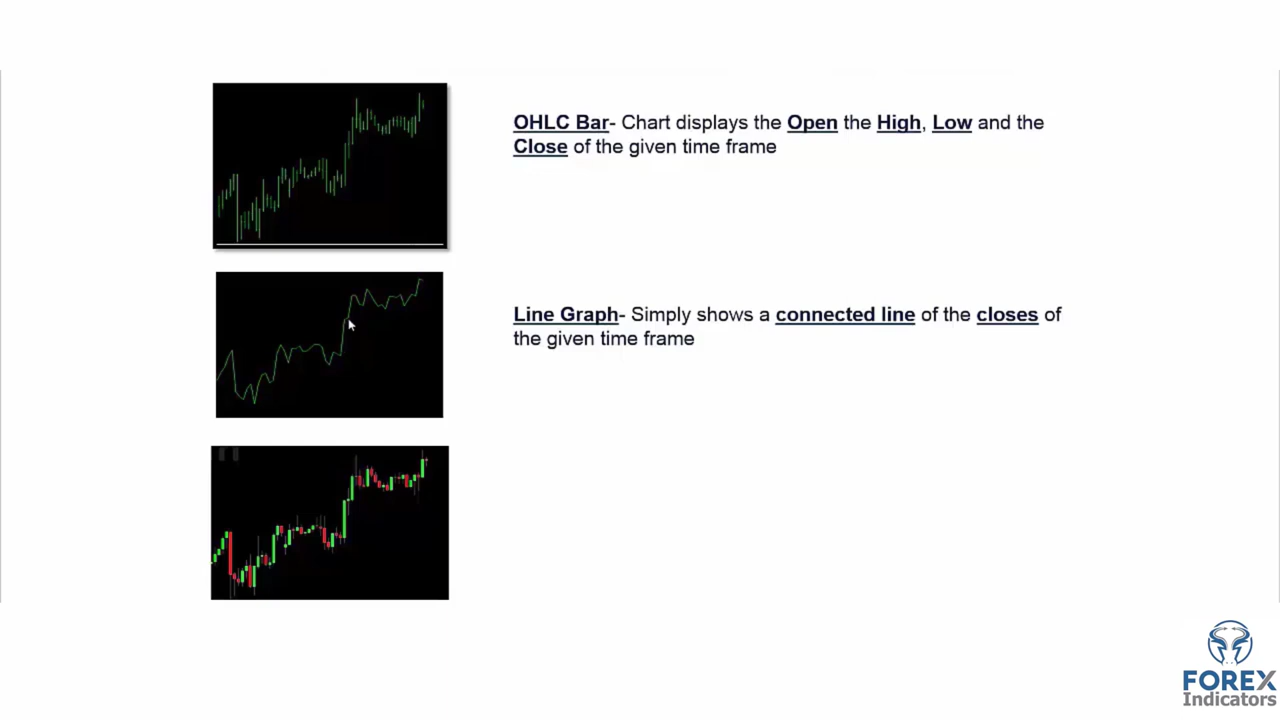 OHLC Bar- Chart displays the Open the High, Low and the
Close of the given time frame
Line Graph- Simply shows a connected line of the closes of
the given time frame
FOREX
Indicators